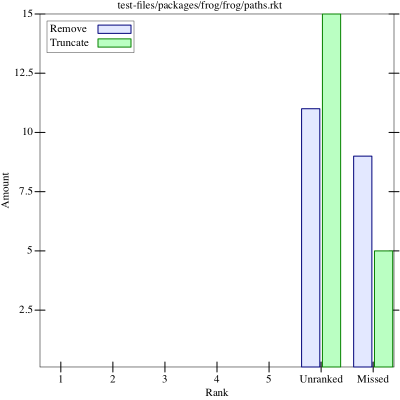 test-files/packages/frog/frog/paths.rkt
Remove
Truncate
15
12.5
10
7.5
5
2.5
Amount
1 2 3 4 5 Unranked Missed
Rank